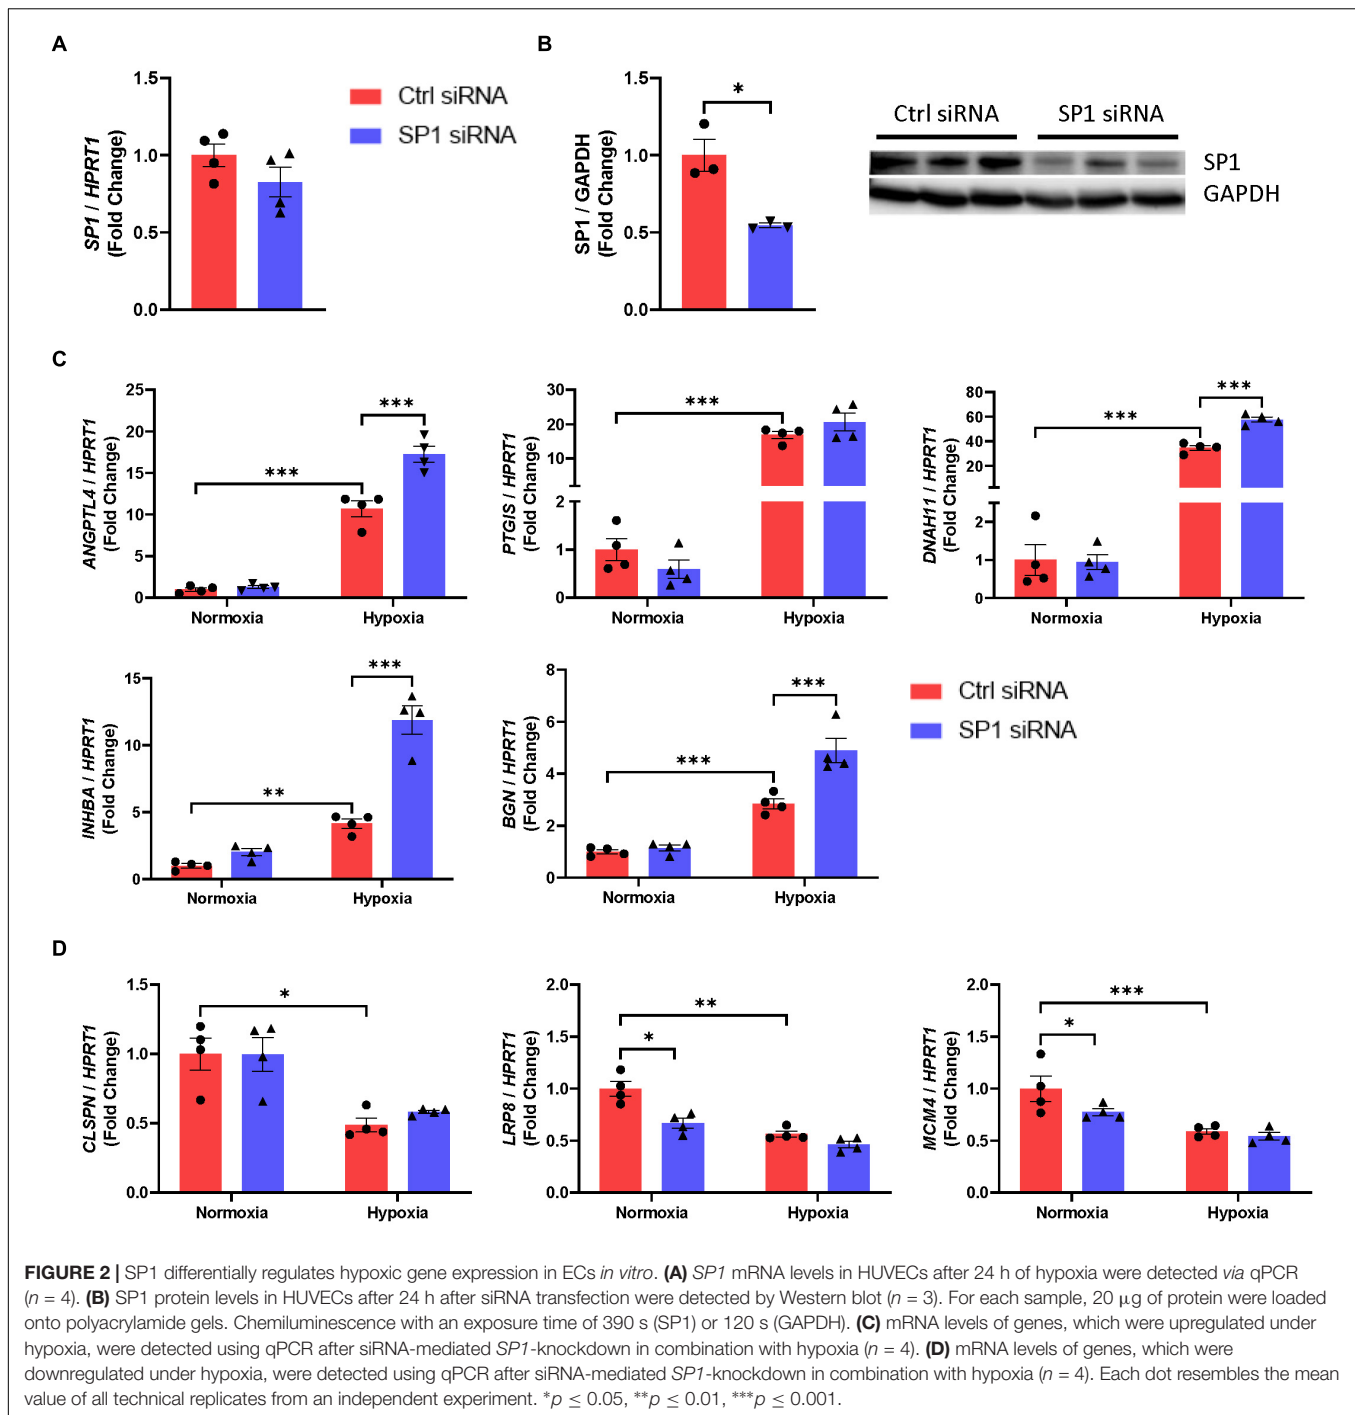 A
SP1 / HPRT1
(Fold Change)
1.5
1.0
0.5
0.0
Ctrl siRNA
SP1 siRNA
B
SP1 / GAPDH
(Fold Change)
1.5
1.0
0.5
0.0
*
Ctrl siRNA SP1 siRNA
SP1
GAPDH
C
ANGPTL4 / HPRT1
(Fold Change)
25
20
15
10
5
0
***
***
Normoxia Hypoxia
PTGIS / HPRT1
(Fold Change)
30
20
10
2
1
0
***
Normoxia Hypoxia
DNAH11 / HPRT1
(Fold Change)
80
60
40
20
2
1
0
***
***
Normoxia Hypoxia
INHBA / HPRT1
(Fold Change)
15
10
5
0
**
***
Normoxia Hypoxia
BGN / HPRT1
(Fold Change)
8
6
4
2
0
***
***
Normoxia Hypoxia
Ctrl siRNA
SP1 siRNA
D
CLSPN / HPRT1
(Fold Change)
1.5
1.0
0.5
0.0
*
Normoxia Hypoxia
LRP8 / HPRT1
(Fold Change)
2.0
1.5
1.0
0.5
0.0
**
*
Normoxia Hypoxia
MCM4 / HPRT1
(Fold Change)
2.0
1.5
1.0
0.5
0.0
***
*
Normoxia Hypoxia
FIGURE 2 | SP1 differentially regulates hypoxic gene expression in ECs in vitro. (A) SP1 mRNA levels in HUVECs after 24 h of hypoxia were detected via qPCR
(n = 4). (B) SP1 protein levels in HUVECs after 24 h after siRNA transfection were detected by Western blot (n = 3). For each sample, 20 μg of protein were loaded
onto polyacrylamide gels. Chemiluminescence with an exposure time of 390 s (SP1) or 120 s (GAPDH). (C) mRNA levels of genes, which were upregulated under
hypoxia, were detected using qPCR after siRNA-mediated SP1-knockdown in combination with hypoxia (n = 4). (D) mRNA levels of genes, which were
downregulated under hypoxia, were detected using qPCR after siRNA-mediated SP1-knockdown in combination with hypoxia (n = 4). Each dot resembles the mean
value of all technical replicates from an independent experiment. *p ≤ 0.05, **p ≤ 0.01, ***p ≤ 0.001.